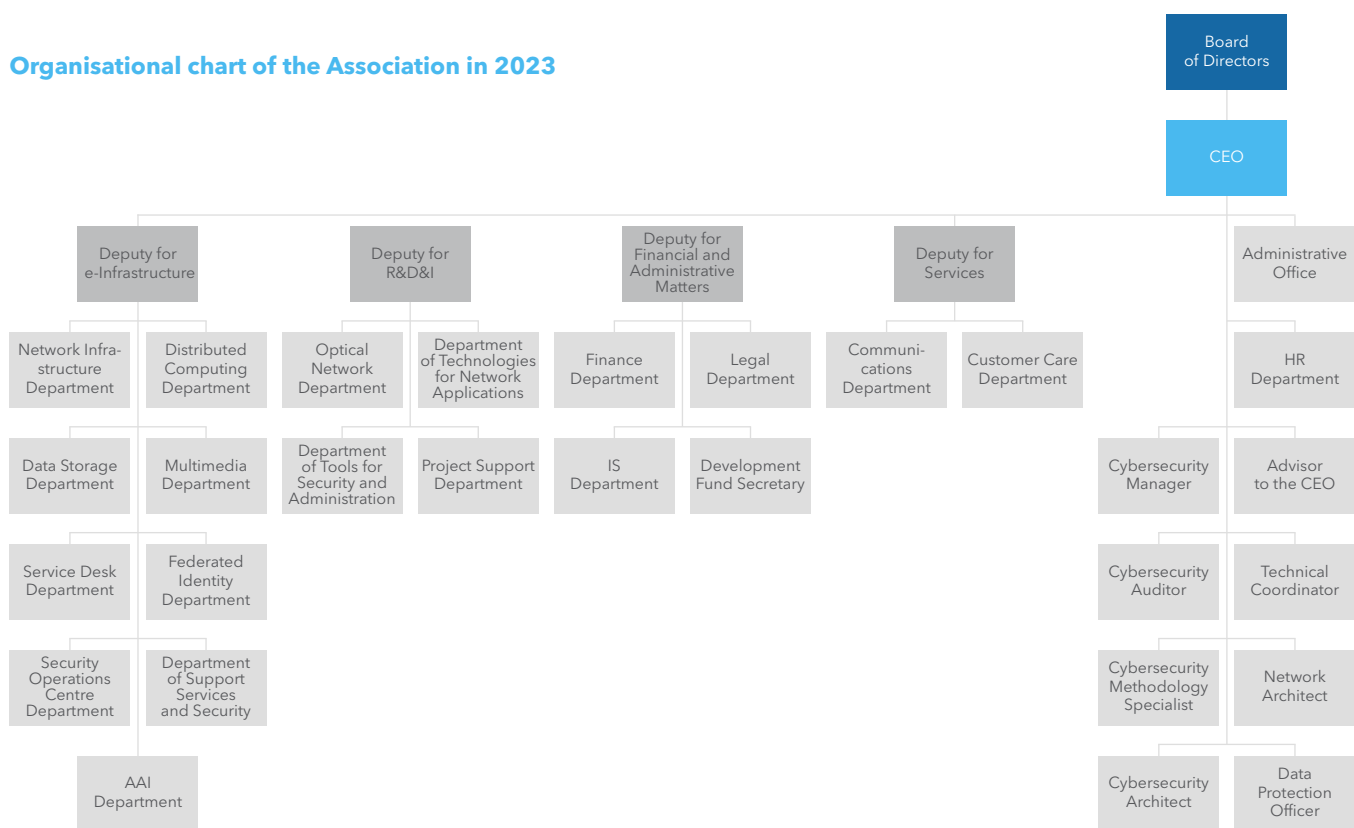 Organisational chart of the Association in 2023
Board
of Directors
CEO
Deputy for
e-Infrastructure
Deputy for
R&D&I
Deputy for
Financial and
Administrative
Matters
Deputy for
Services
Administrative
Office
Network Infra-
structure
Department
Distributed
Computing
Department
Optical
Network
Department
Department
of Technologies
for Network
Applications
Finance
Department
Legal
Department
Communi-
cations
Department
Customer Care
Department
HR
Department
Data Storage
Department
Multimedia
Department
Department
of Tools for
Security and
Administration
Project Support
Department
IS
Department
Development
Fund Secretary
Cybersecurity
Manager
Advisor
to the CEO
Service Desk
Department
Federated
Identity
Department
Cybersecurity
Auditor
Technical
Coordinator
Security
Operations
Centre
Department
Department
of Support
Services
and Security
Cybersecurity
Methodology
Specialist
Network
Architect
AAI
Department
Cybersecurity
Architect
Data
Protection
Officer